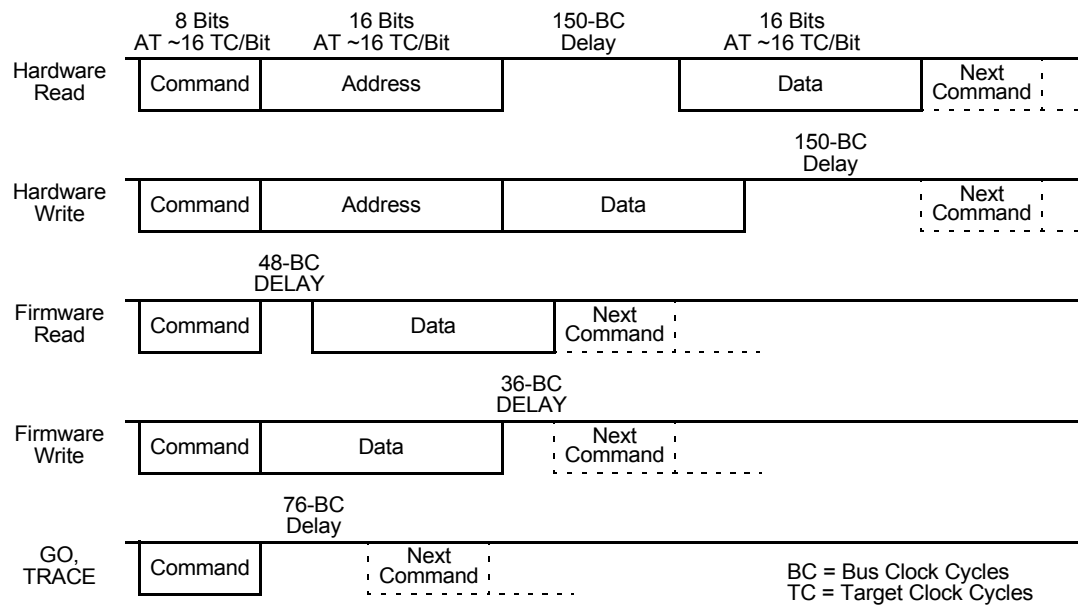 8 Bits
AT ~16 TC/Bit
16 Bits
AT ~16 TC/Bit
150-BC
Delay
16 Bits
AT ~16 TC/Bit
Hardware
Read
Command
Address
Data
Next
Command
150-BC
Delay
Hardware
Write
Command
Address
Data
Next
Command
48-BC
DELAY
Firmware
Read
Command
Data
Next
Command
36-BC
DELAY
Firmware
Write
Command
Data
Next
Command
76-BC
Delay
GO,
TRACE
Command
Next
Command
BC = Bus Clock Cycles
TC = Target Clock Cycles